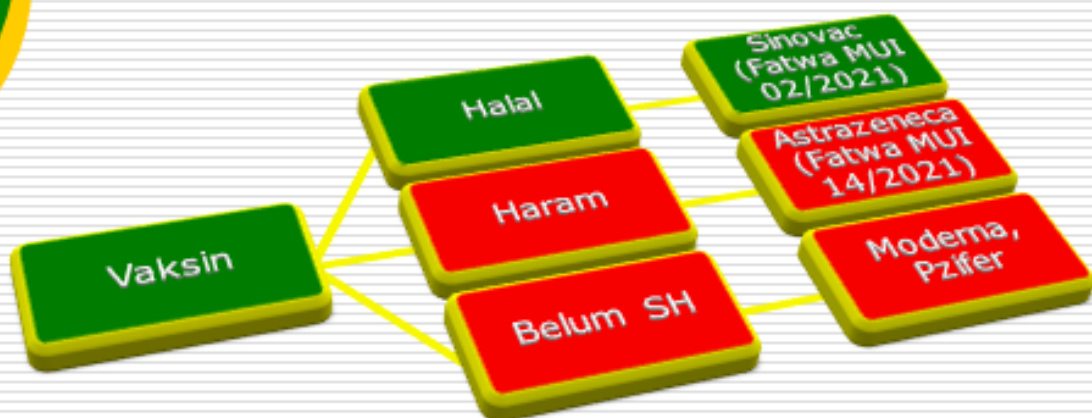 Vaksin
Halal
Sinovac
(Fatwa MUI
02/2021)
Haram
Astrazeneca
(Fatwa MUI
14/2021)
Belum SH
Moderna,
Pzifer